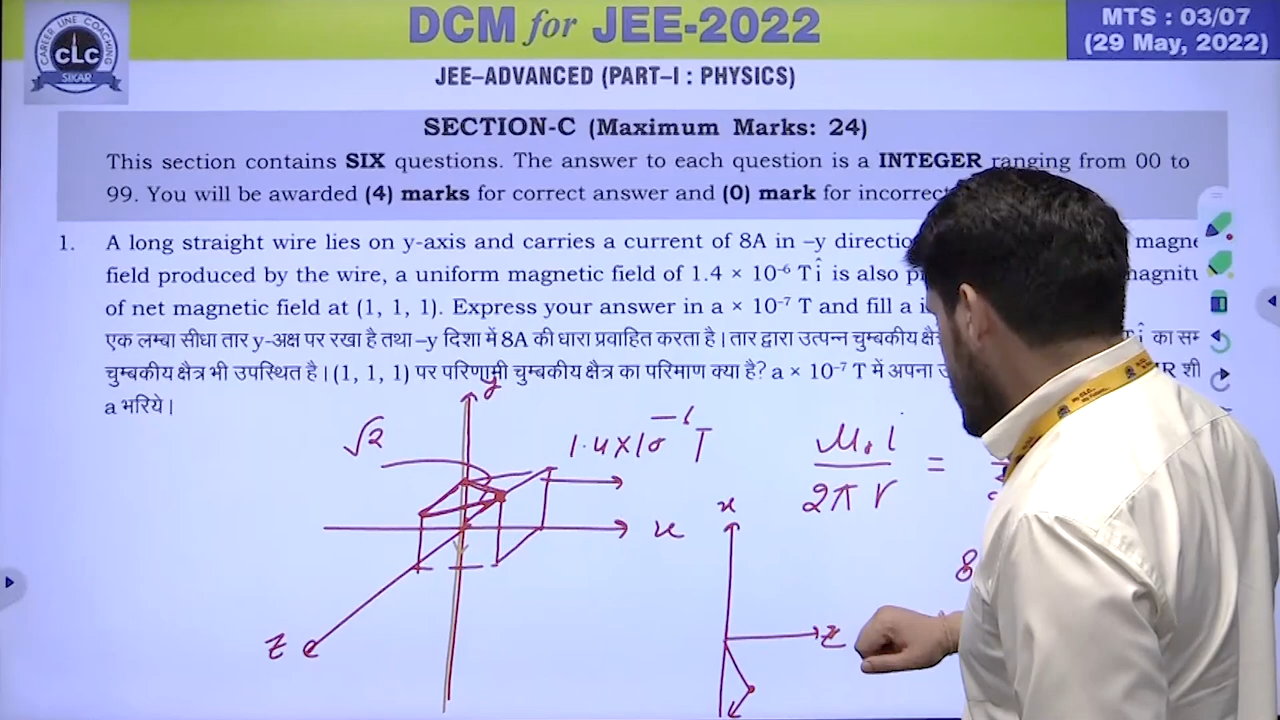 DCM for JEE-2022
MTS : 03/07
(29 May, 2022)
CAREER LINE COACHING
CLC
SIKAR
JEE–ADVANCED (PART–I : PHYSICS)
SECTION-C (Maximum Marks: 24)
This section contains SIX questions. The answer to each question is a INTEGER ranging from 00 to
99. You will be awarded (4) marks for correct answer and (0) mark for incorrect
1. A long straight wire lies on y-axis and carries a current of 8A in –y
field produced by the wire, a uniform magnetic field of 1.4 × 10⁻⁶ T î is also
of net magnetic field at (1, 1, 1). Express your answer in a × 10⁻⁷ T and fill a
एक लम्बा सीधा तार y-अक्ष पर रखा है तथा –y दिशा में 8A की धारा प्रवाहित करता है। तार द्वारा उत्पन्न चुम्बकीय
î का
चुम्बकीय क्षेत्र भी उपस्थित है। (1, 1, 1) पर परिणामी चुम्बकीय क्षेत्र का परिमाण क्या है? a × 10⁻⁷ T में अपना
a भरिये।
y
√2
1.4×10⁻⁶ T
μ₀ i
2π r
=
x
x
z
z
8